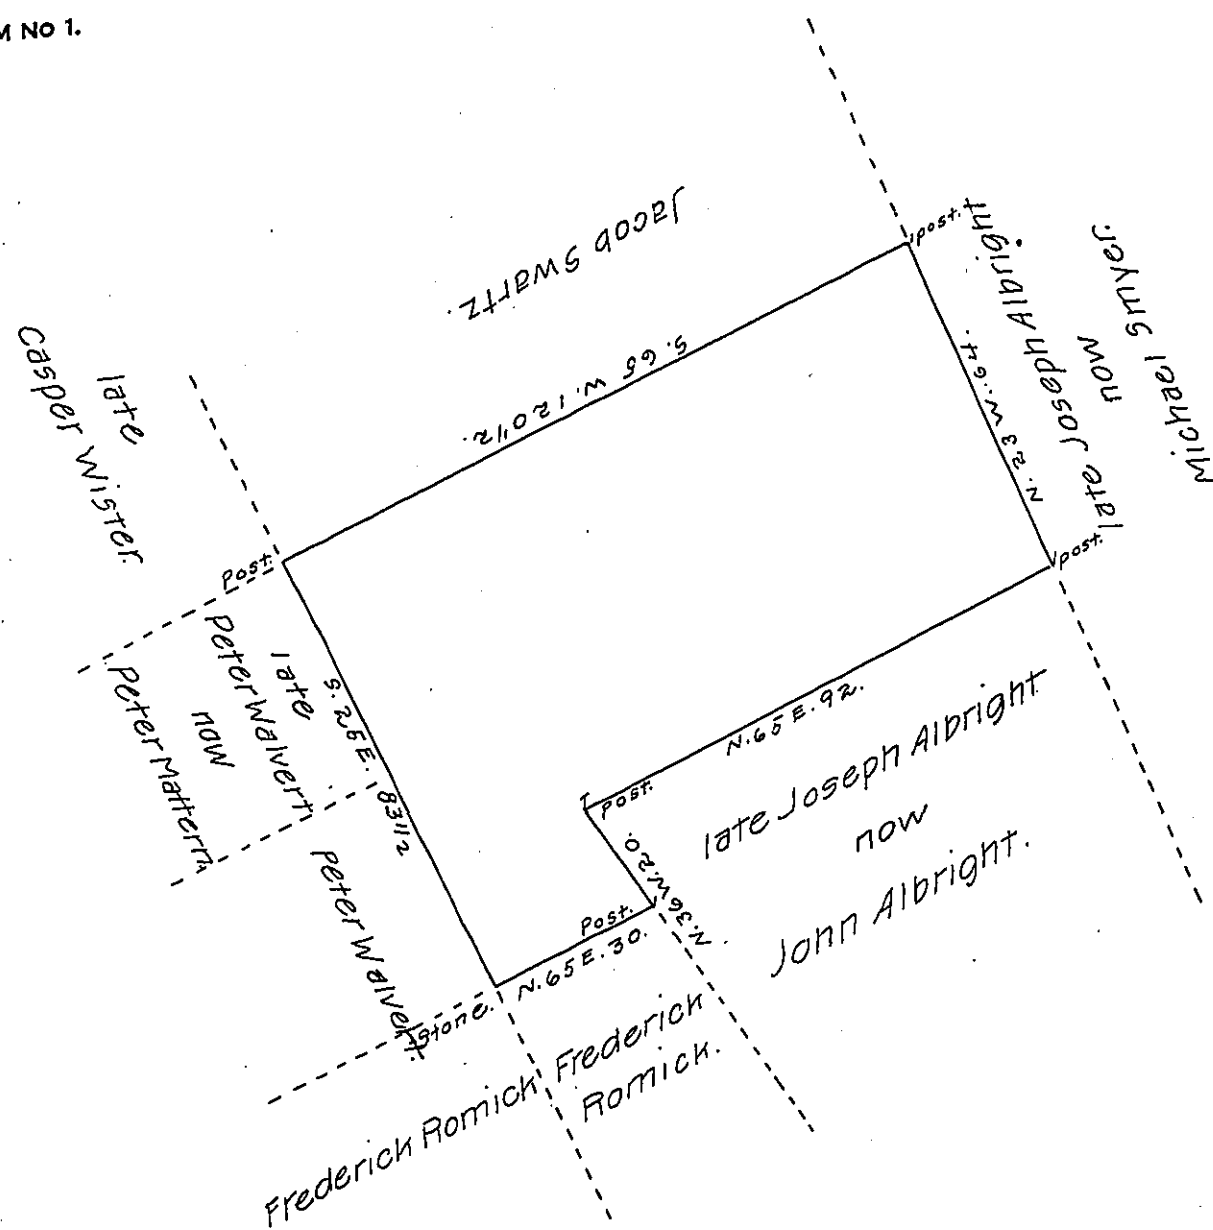 M NO 1.
Jacob Swartz.
S. 65 W. 120 1/2.
post.
N. 23 W. 64.
late Joseph Albright
now
Michael Smyer.
post.
late
Casper Wister.
Post.
late
Peter Walvert
now
Peter Mattern
S. 25 E. 83 1/2
Peter Walvert.
N. 65 E. 92.
post.
late Joseph Albright
now
John Albright.
N. 36 W. 20.
Post.
N. 65 E. 30.
Stone.
Frederick Romick
Frederick
Romick.